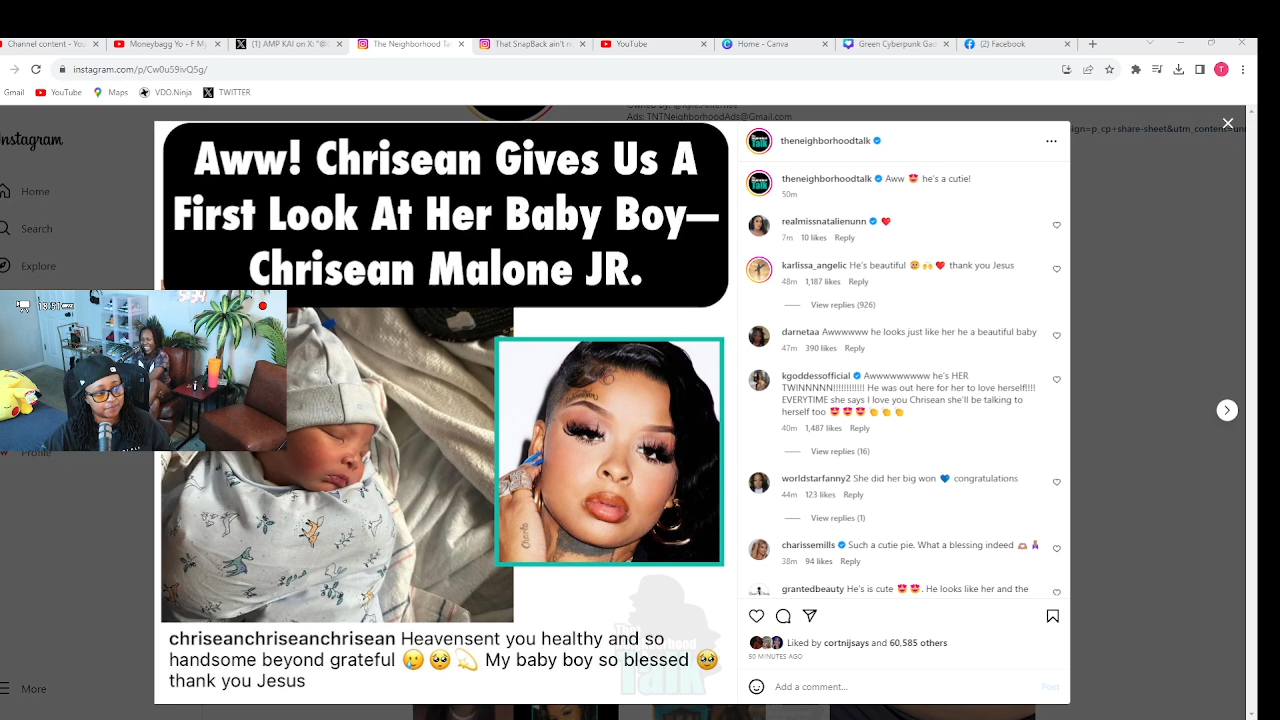 Channel content - You
Moneybagg Yo - F My
(1) AMP KAI on X: "@
The Neighborhood Ta
That SnapBack ain't n
YouTube
Home - Canva
Green Cyberpunk Ga
(2) Facebook
instagram.com/p/Cw0u59ivQ5g/
Gmail
YouTube
Maps
VDO.Ninja
TWITTER
Ads: TNTNeighborhoodAds@Gmail.com
nstagram
Home
Search
Explore
More
Aww! Chrisean Gives Us A
First Look At Her Baby Boy—
Chrisean Malone JR.
chriseanchriseanchrisean Heavensent you healthy and so
handsome beyond grateful 🥲 🥺 💫 My baby boy so blessed 🥹
thank you Jesus
theneighborhoodtalk
theneighborhoodtalk Aww 😍 he's a cutie!
50m
realmissnatalienunn ❤️
7m 10 likes Reply
karlissa_angelic He's beautiful thank you Jesus
48m 1,187 likes Reply
View replies (926)
darnetaa Awwwwww he looks just like her he a beautiful baby
47m 390 likes Reply
kgoddessofficial Awwwwwwwww he's HER
TWINNNNN!!!!!!!!!!!! He was out here for her to love herself!!!!
EVERYTIME she says I love you Chrisean she'll be talking to
herself too 😍 😍 😍 👏 👏 👏
40m 1,487 likes Reply
View replies (16)
worldstarfanny2 She did her big won 💙 congratulations
44m 123 likes Reply
View replies (1)
charissemills Such a cutie pie. What a blessing indeed
38m 94 likes Reply
grantedbeauty He's cute 😍 😍. He looks like her and the
Liked by cortnijsays and 60,585 others
50 MINUTES AGO
Add a comment...
Post